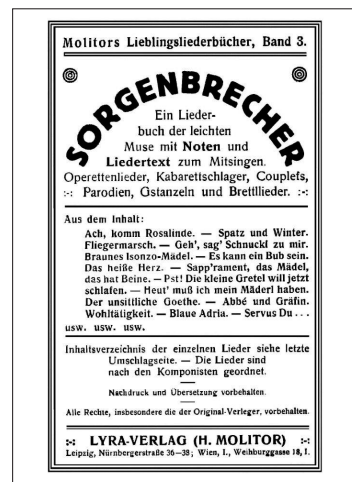 Molitors Lieblingsliederbücher, Band 3.
SORGENBRECHER
Ein Lieder-
buch der leichten
Muse mit Noten und
Liedertext zum Mitsingen.
Operettenlieder, Kabarettschlager, Couplets,
:-: Parodien, Gstanzeln und Brettllieder. :-:
Aus dem Inhalt:
Ach, komm Rosalinde. — Spatz und Winter.
Fliegermarsch. — Geh', sag' Schnuckl zu mir.
Braunes Isonzo-Mädel. — Es kann ein Bub sein.
Das heiße Herz. — Sapp'rament, das Mädel,
das hat Beine. — Pst! Die kleine Gretel will jetzt
schlafen. — Heut' muß ich mein Mäderl haben.
Der unsittliche Goethe. — Abbé und Gräfin.
Wohltätigkeit. — Blaue Adria. — Servus Du . . .
usw. usw. usw.
Inhaltsverzeichnis der einzelnen Lieder siehe letzte
Umschlagseite. — Die Lieder sind
nach den Komponisten geordnet.
Nachdruck und Übersetzung vorbehalten.
Alle Rechte, insbesondere die der Original-Verleger, vorbehalten.
:-: LYRA-VERLAG (H. MOLITOR) :-:
Leipzig, Nürnbergerstraße 36—38; Wien, I., Weihburggasse 18, I.